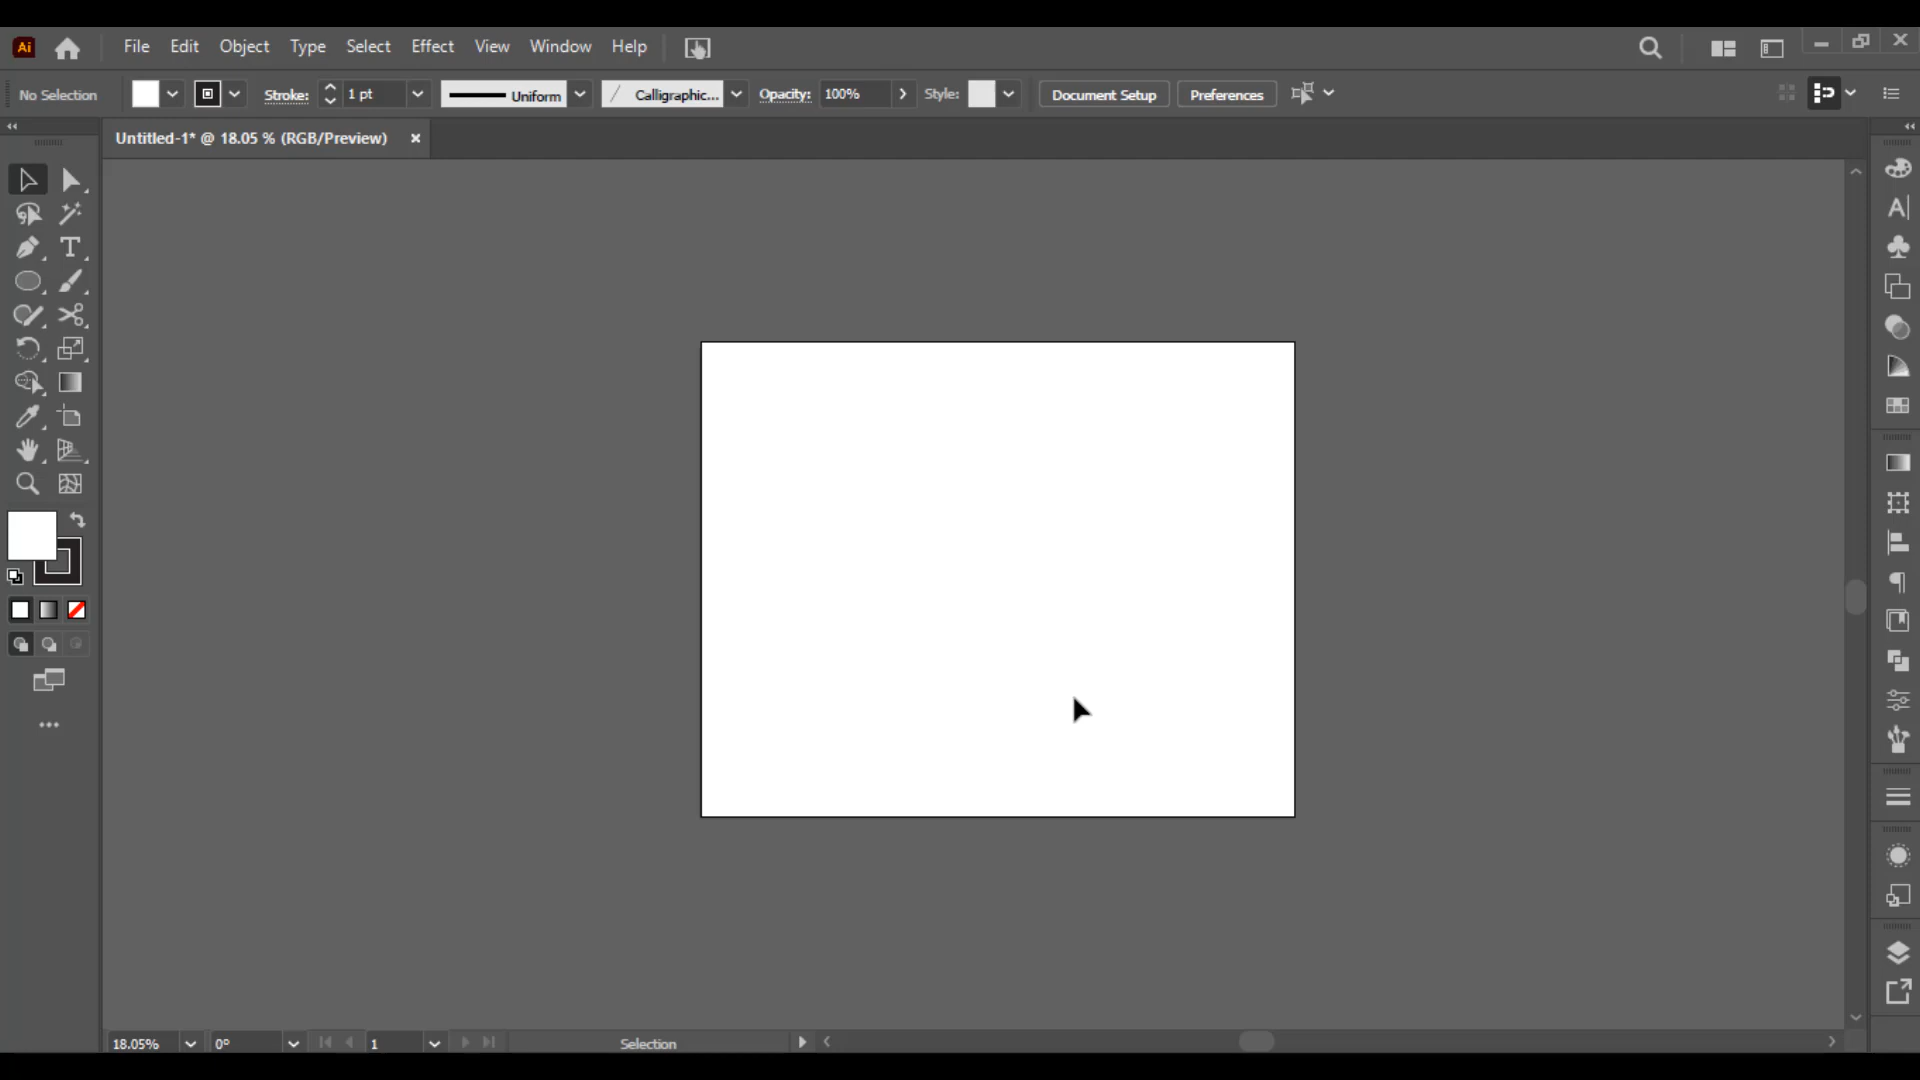 Ai File Edit Object Type Select Effect View Window Help
No Selection Stroke: 1 pt Uniform Calligraphic... Opacity: 100% Style: Document Setup Preferences
Untitled-1* @ 18.05 % (RGB/Preview)
18.05% 0° 1 Selection